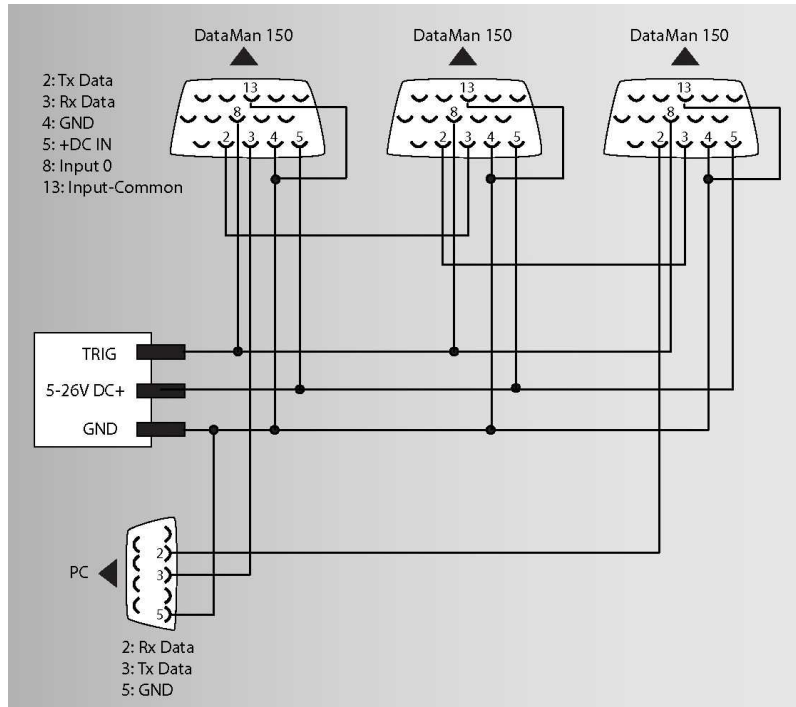 DataMan 150
DataMan 150
DataMan 150
2: Tx Data
3: Rx Data
4: GND
5: +DC IN
8: Input 0
13: Input-Common
13
8
2 3 4 5
13
8
2 3 4 5
13
8
2 3 4 5
TRIG
5-26V DC+
GND
PC
2
3
5
2: Rx Data
3: Tx Data
5: GND